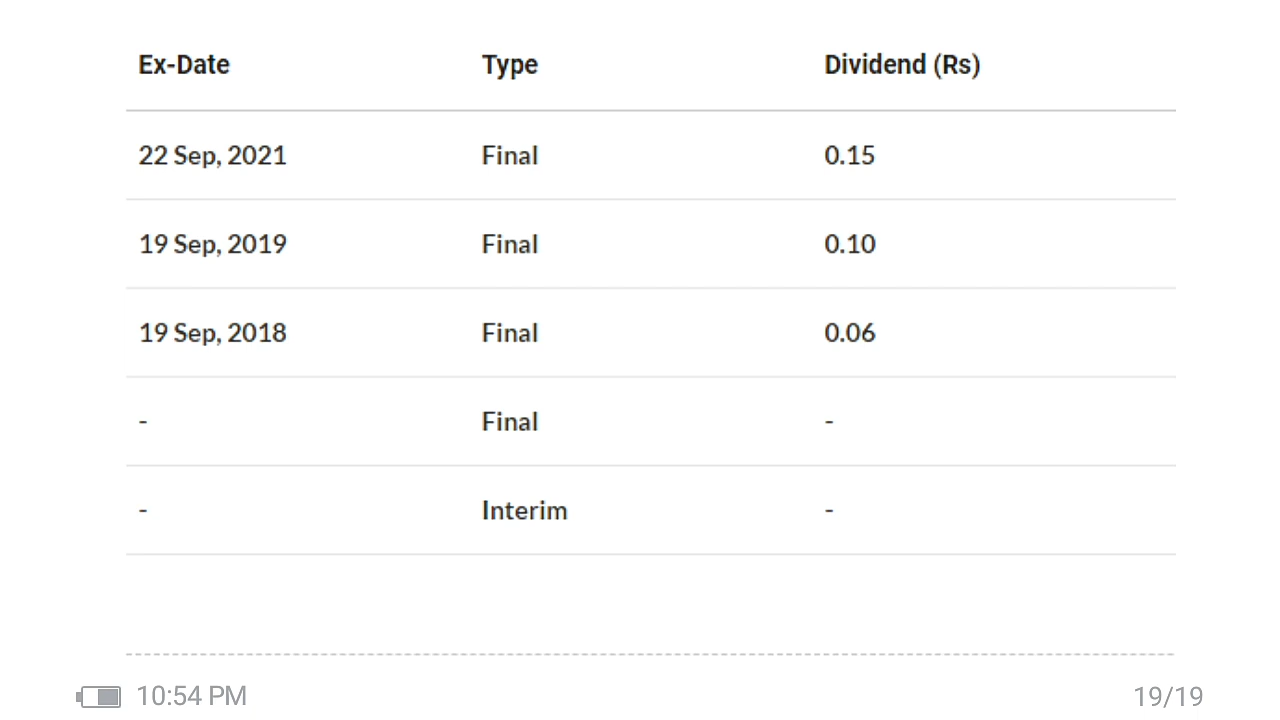 Ex-Date Type Dividend (Rs)
22 Sep, 2021 Final 0.15
19 Sep, 2019 Final 0.10
19 Sep, 2018 Final 0.06
- Final -
- Interim -
10:54 PM 19/19